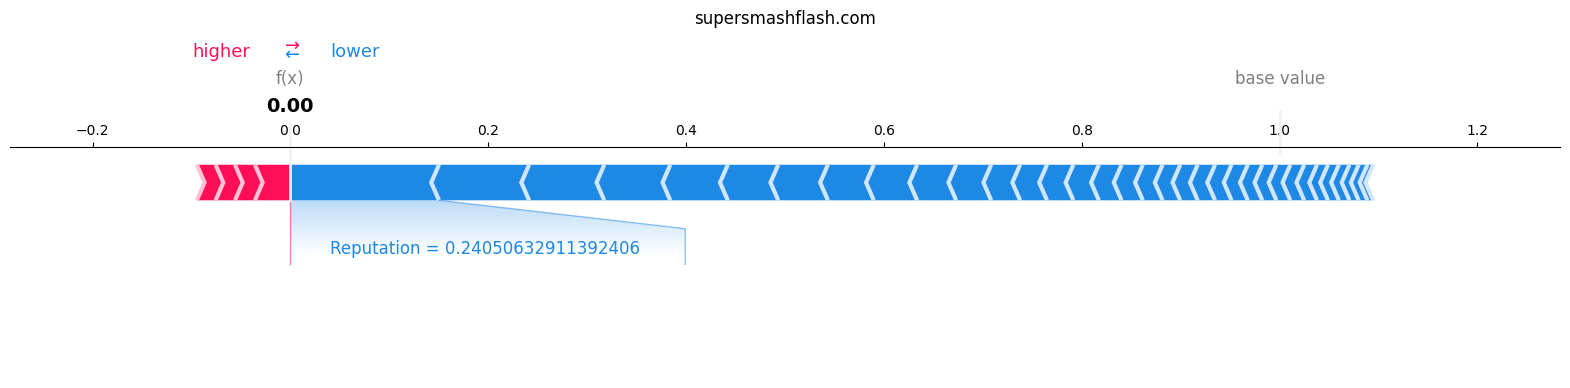 supersmashflash.com
higher → ← lower
f(x) base value
0.00
−0.2 0.0 0.2 0.4 0.6 0.8 1.0 1.2
Reputation = 0.24050632911392406